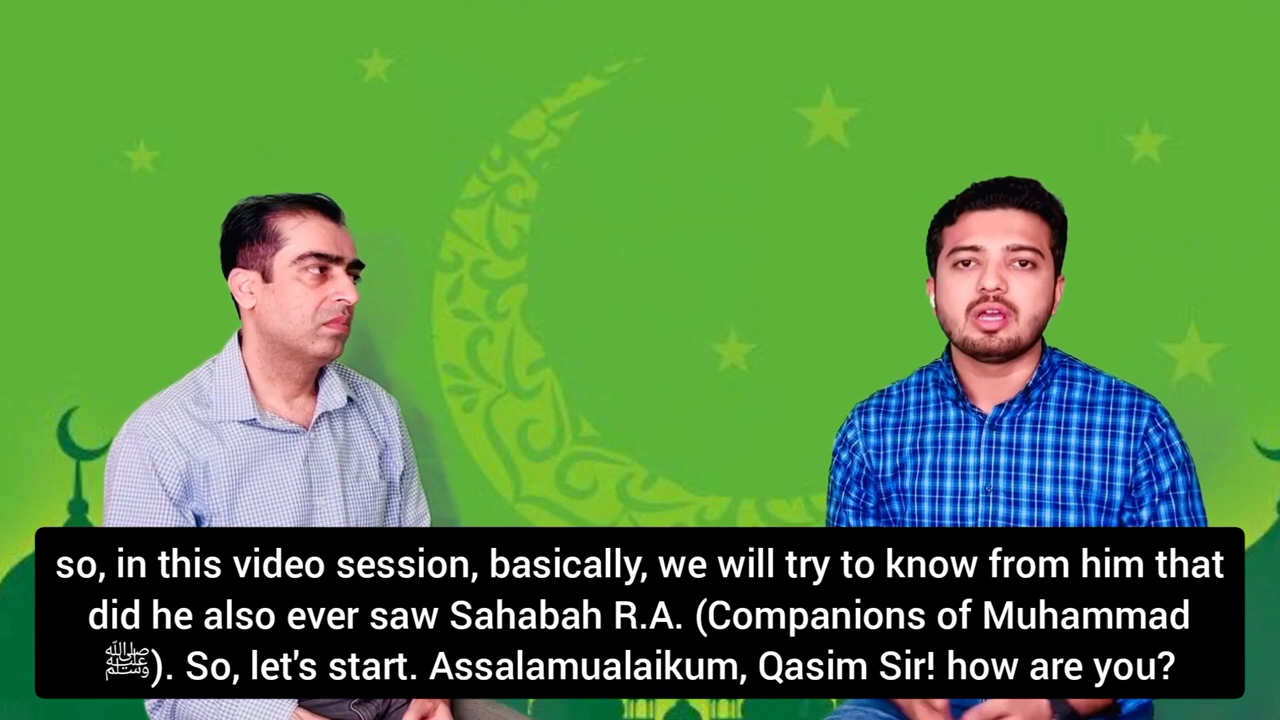 so, in this video session, basically, we will try to know from him that
did he also ever saw Sahabah R.A. (Companions of Muhammad
ﷺ). So, let's start. Assalamualaikum, Qasim Sir! how are you?